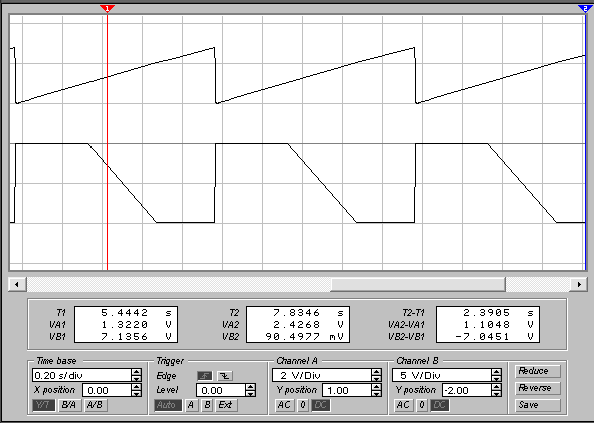 1
2
T1 5.4442 s T2 7.8346 s T2-T1 2.3905 s
VA1 1.3220 V VA2 2.4268 V VA2-VA1 1.1048 V
VB1 7.1356 V VB2 90.4977 mV VB2-VB1 -7.0451 V
Time base Trigger Channel A Channel B
0.20 s/div Edge 2 V/Div 5 V/Div Reduce
X position 0.00 Level 0.00 Y position 1.00 Y position -2.00 Reverse
Y/T B/A A/B Auto A B Ext AC 0 DC AC 0 DC Save